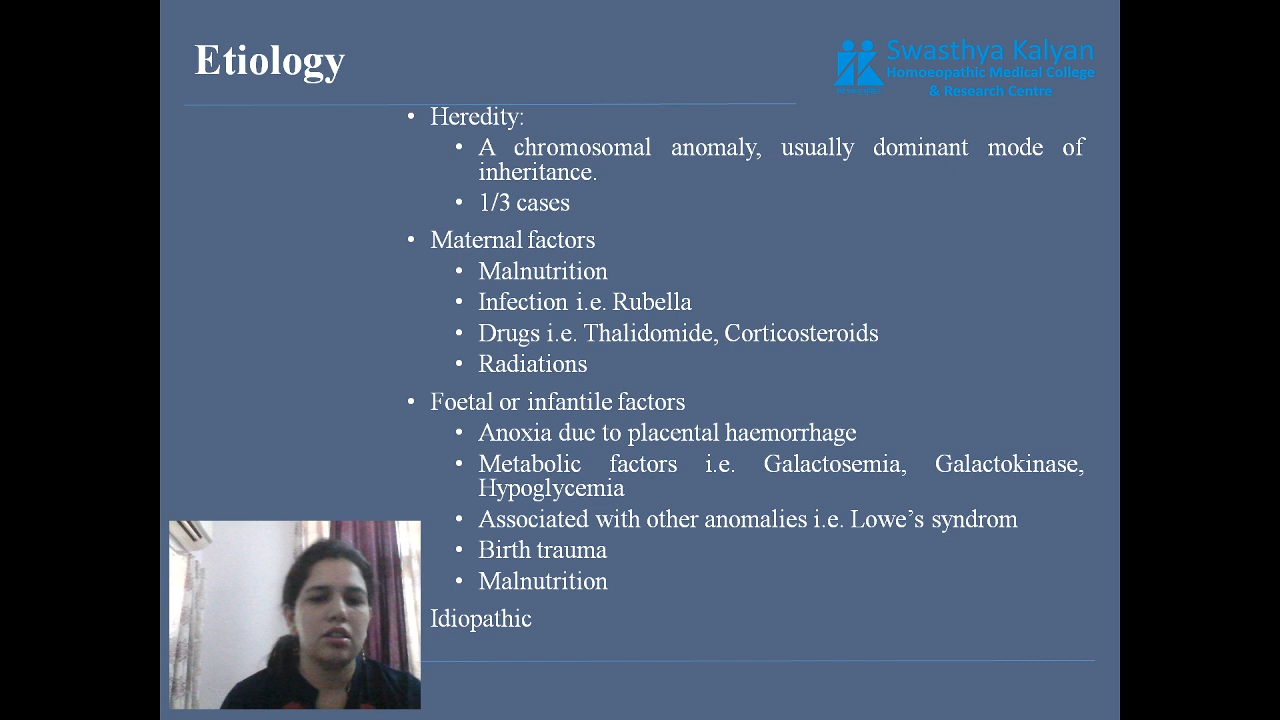 Etiology
Swasthya Kalyan
Homoeopathic Medical College
& Research Centre
• Heredity:
• A chromosomal anomaly, usually dominant mode of
inheritance.
• 1/3 cases
• Maternal factors
• Malnutrition
• Infection i.e. Rubella
• Drugs i.e. Thalidomide, Corticosteroids
• Radiations
• Foetal or infantile factors
• Anoxia due to placental haemorrhage
• Metabolic factors i.e. Galactosemia, Galactokinase,
Hypoglycemia
• Associated with other anomalies i.e. Lowe’s syndrom
• Birth trauma
• Malnutrition
Idiopathic